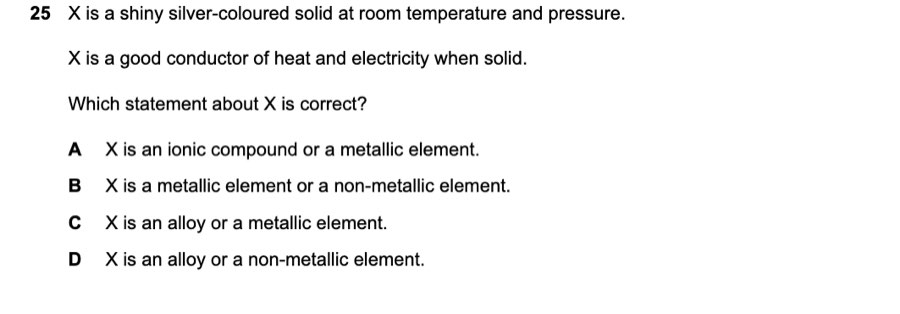 25 X is a shiny silver-coloured solid at room temperature and pressure.
X is a good conductor of heat and electricity when solid.
Which statement about X is correct?
A X is an ionic compound or a metallic element.
B X is a metallic element or a non-metallic element.
C X is an alloy or a metallic element.
D X is an alloy or a non-metallic element.